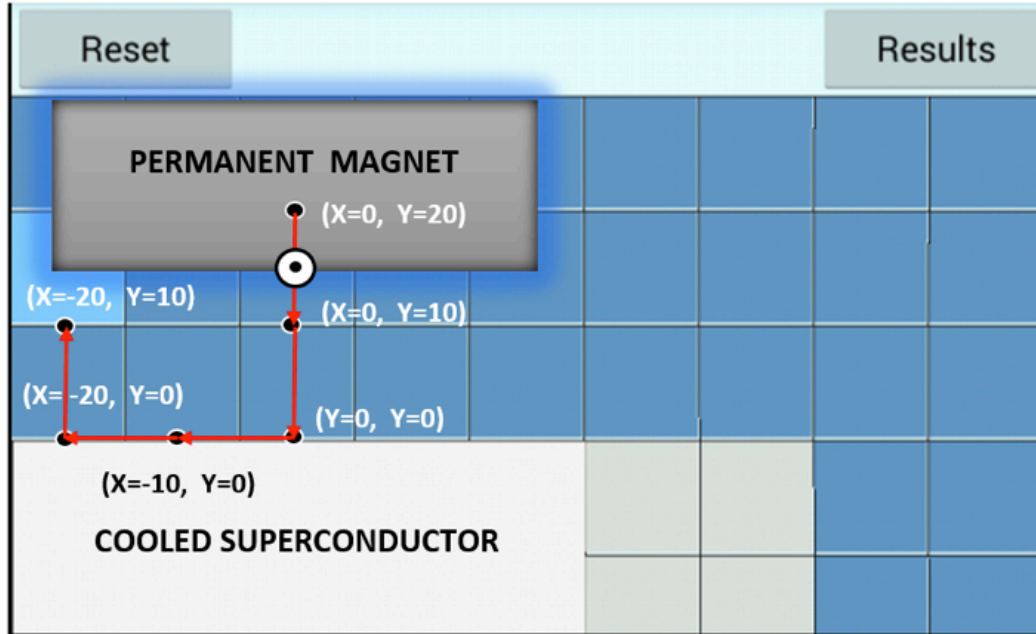 Reset
Results
PERMANENT MAGNET
(X=0, Y=20)
(X=-20, Y=10)
(X=0, Y=10)
(X=-20, Y=0)
(Y=0, Y=0)
(X=-10, Y=0)
COOLED SUPERCONDUCTOR